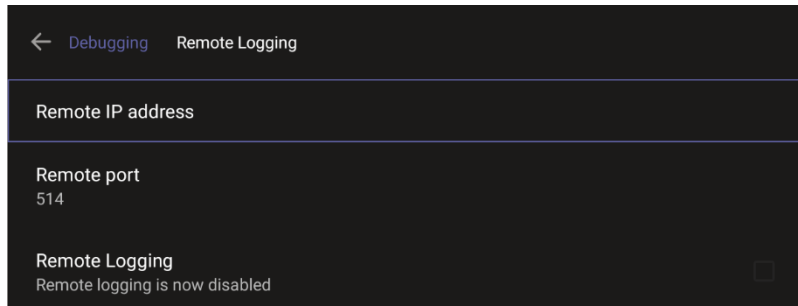 Debugging Remote Logging
Remote IP address
Remote port
514
Remote Logging
Remote logging is now disabled